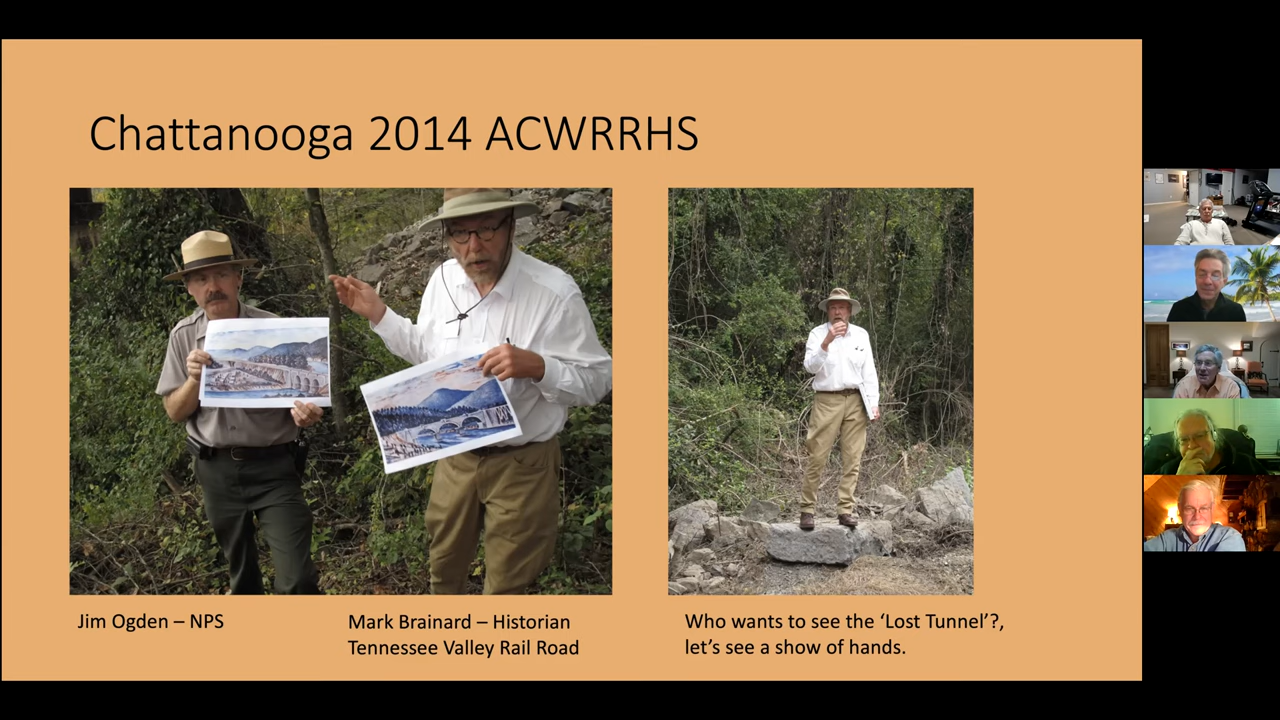 Chattanooga 2014 ACWRRHS
Jim Ogden – NPS
Mark Brainard – Historian
Tennessee Valley Rail Road
Who wants to see the ‘Lost Tunnel’?,
let’s see a show of hands.